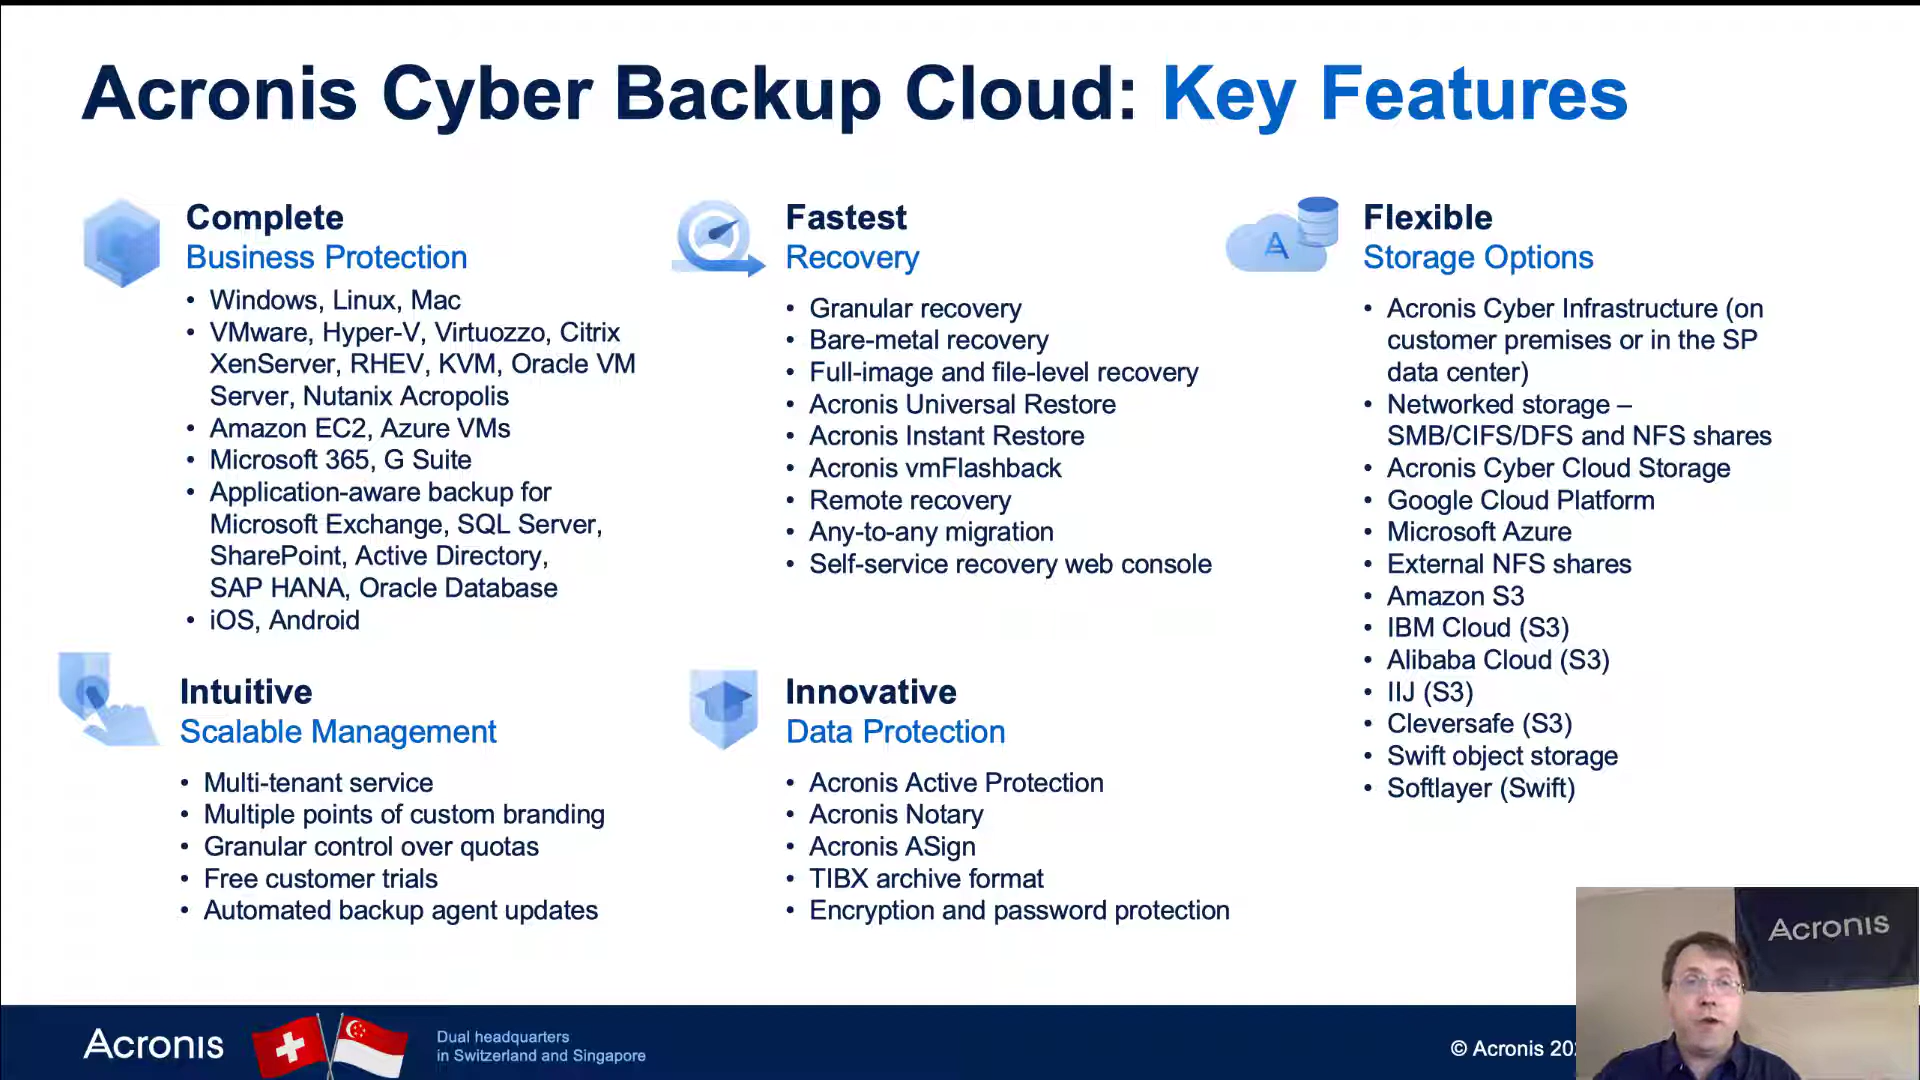 Acronis Cyber Backup Cloud: Key Features
Complete
Business Protection
• Windows, Linux, Mac
• VMware, Hyper-V, Virtuozzo, Citrix
XenServer, RHEV, KVM, Oracle VM
Server, Nutanix Acropolis
• Amazon EC2, Azure VMs
• Microsoft 365, G Suite
• Application-aware backup for
Microsoft Exchange, SQL Server,
SharePoint, Active Directory,
SAP HANA, Oracle Database
• iOS, Android
Fastest
Recovery
• Granular recovery
• Bare-metal recovery
• Full-image and file-level recovery
• Acronis Universal Restore
• Acronis Instant Restore
• Acronis vmFlashback
• Remote recovery
• Any-to-any migration
• Self-service recovery web console
A
Flexible
Storage Options
• Acronis Cyber Infrastructure (on
customer premises or in the SP
data center)
• Networked storage –
SMB/CIFS/DFS and NFS shares
• Acronis Cyber Cloud Storage
• Google Cloud Platform
• Microsoft Azure
• External NFS shares
• Amazon S3
• IBM Cloud (S3)
• Alibaba Cloud (S3)
• IIJ (S3)
• Cleversafe (S3)
• Swift object storage
• Softlayer (Swift)
Intuitive
Scalable Management
• Multi-tenant service
• Multiple points of custom branding
• Granular control over quotas
• Free customer trials
• Automated backup agent updates
Innovative
Data Protection
• Acronis Active Protection
• Acronis Notary
• Acronis ASign
• TIBX archive format
• Encryption and password protection
Acronis
Acronis
Dual headquarters
in Switzerland and Singapore
© Acronis